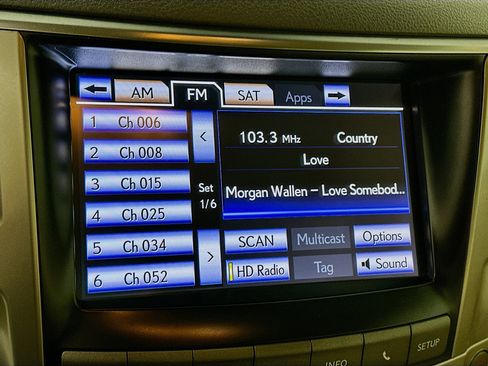 AM FM SAT Apps
1 Ch 006
2 Ch 008
3 Ch 015
4 Ch 025
5 Ch 034
6 Ch 052
<
Set
1/6
>
103.3 MHz Country
Love
Morgan Wallen – Love Somebod...
SCAN Multicast Options
HD Radio Tag Sound
INFO SETUP